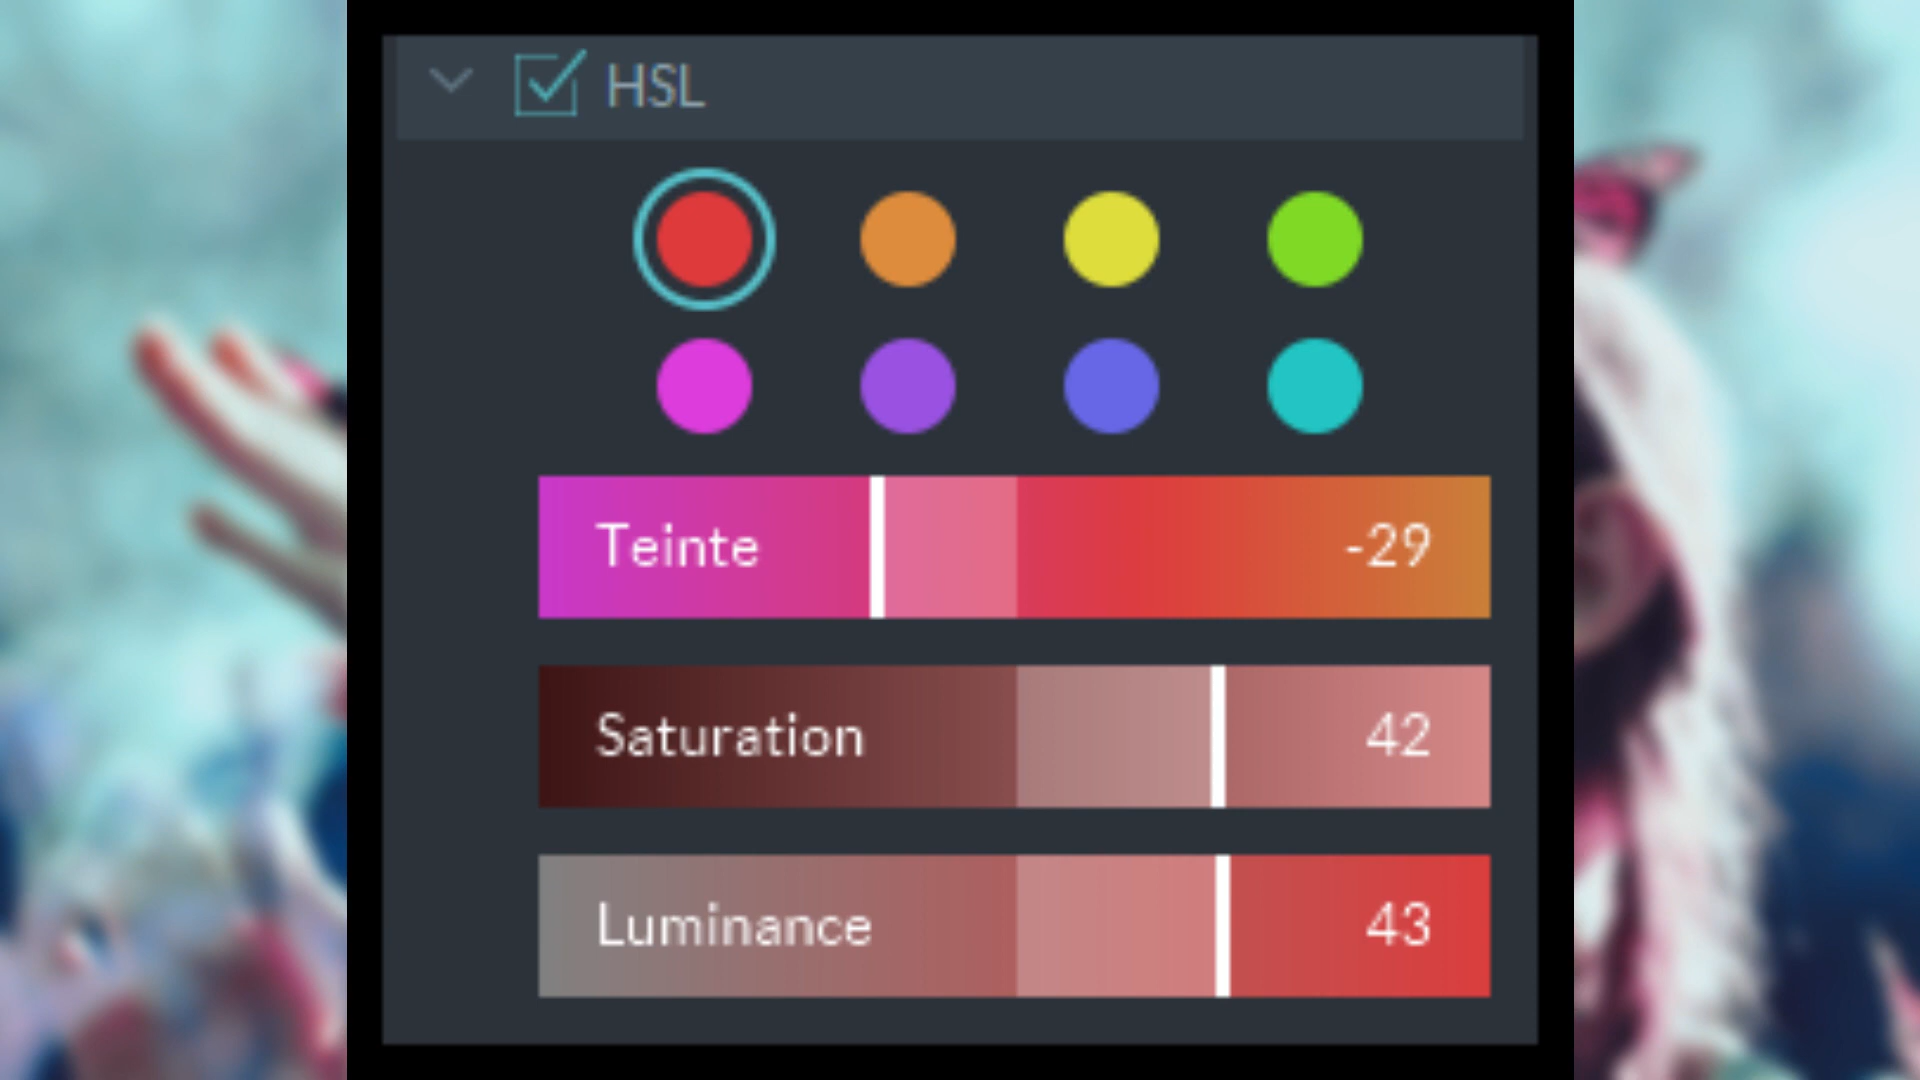 HSL
Teinte -29
Saturation 42
Luminance 43